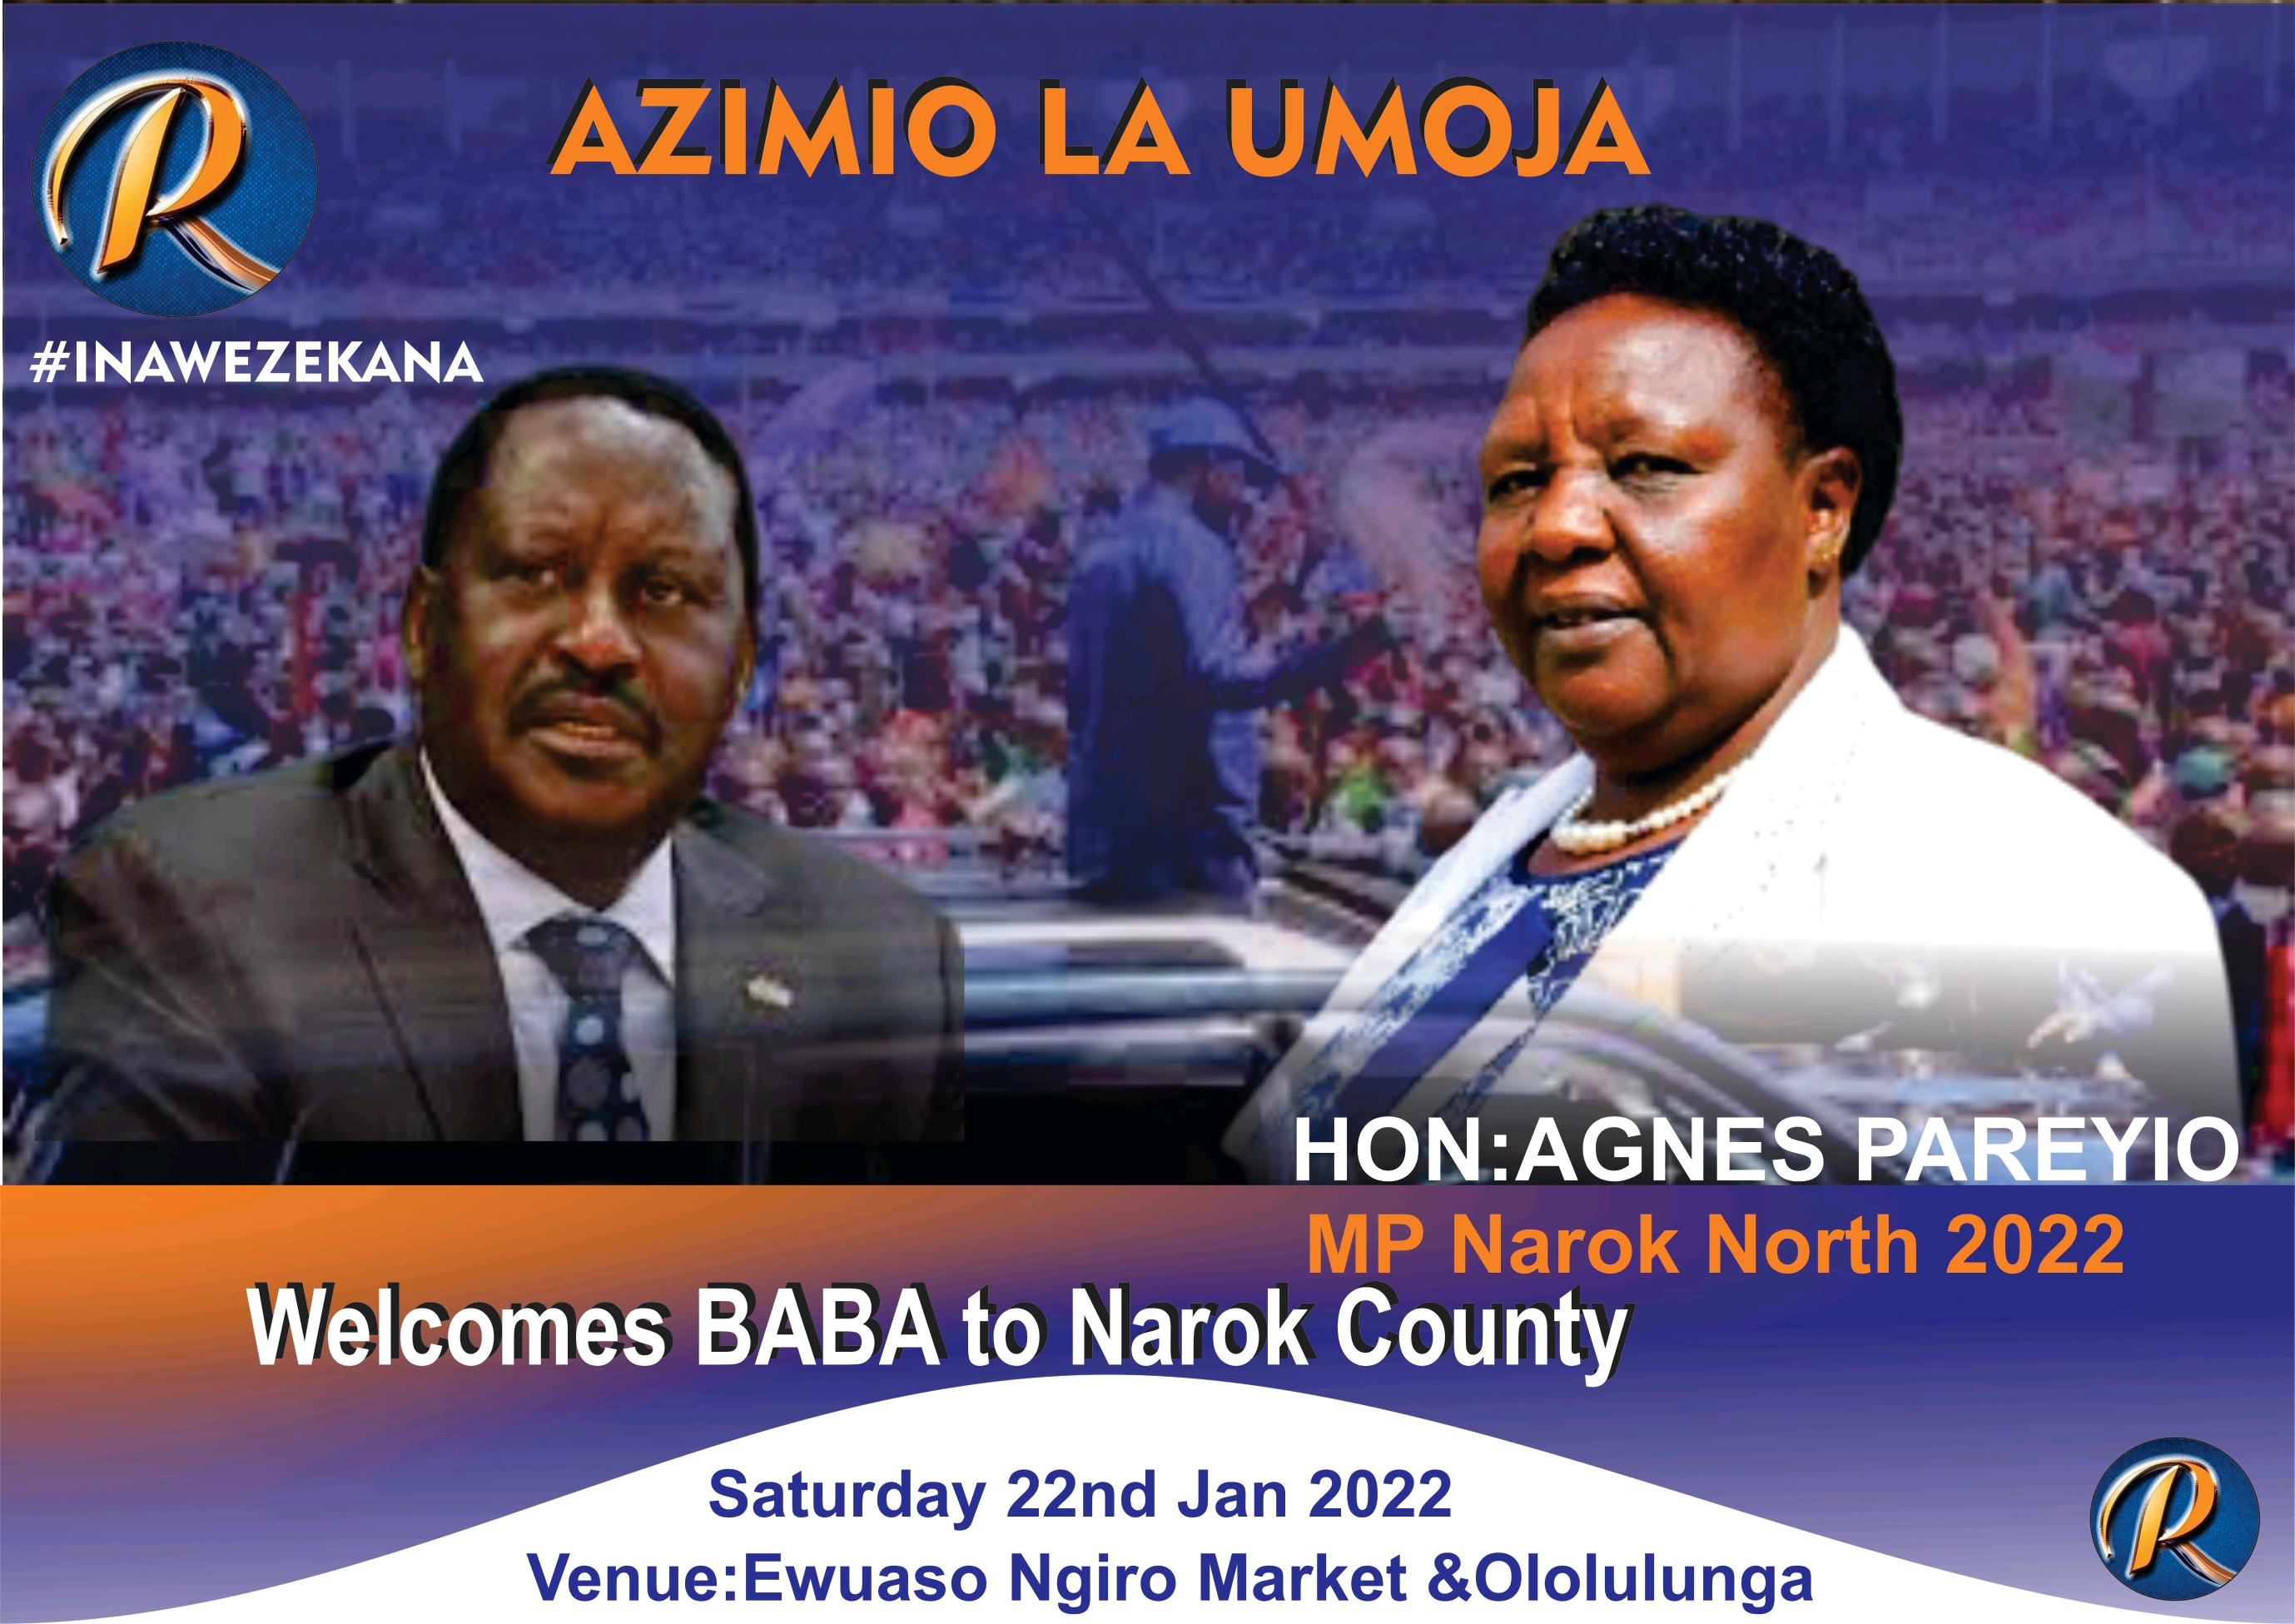 AZIMIO LA UMOJA
R
#INAWEZEKANA
HON:AGNES PAREYIO
MP Narok North 2022
Welcomes BABA to Narok County
Saturday 22nd Jan 2022
Venue:Ewuaso Ngiro Market &Ololulunga
R